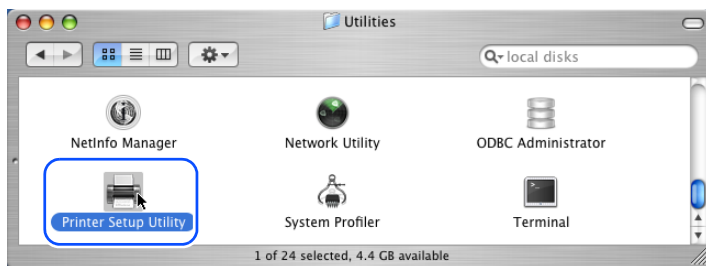 Utilities
local disks
NetInfo Manager
Network Utility
ODBC Administrator
Printer Setup Utility
System Profiler
Terminal
1 of 24 selected, 4.4 GB available